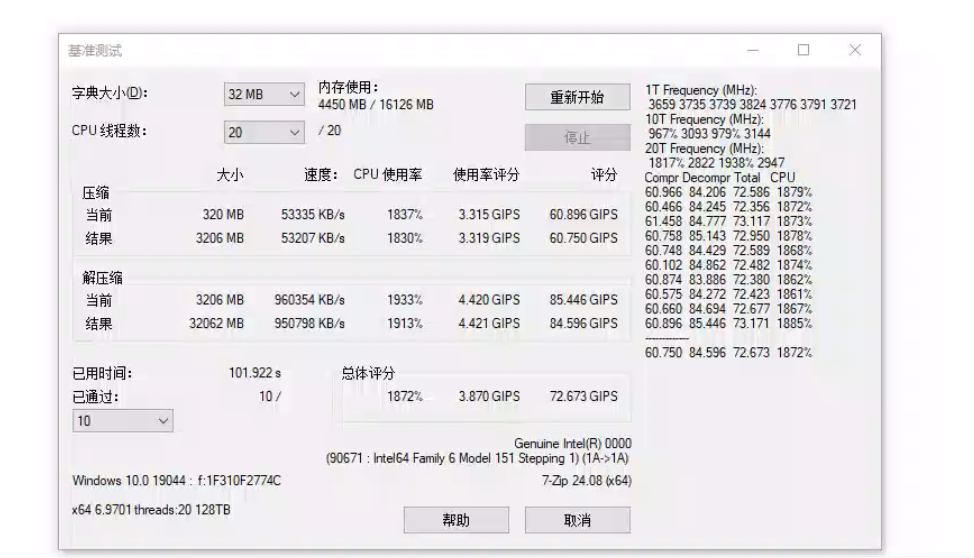 基准测试
字典大小(D): 32 MB 内存使用: 4450 MB / 16126 MB 重新开始
CPU 线程数: 20 / 20 停止
大小 速度: CPU 使用率 使用率评分 评分
压缩
当前 320 MB 53335 KB/s 1837% 3.315 GIPS 60.896 GIPS
结果 3206 MB 53207 KB/s 1830% 3.319 GIPS 60.750 GIPS
解压缩
当前 3206 MB 960354 KB/s 1933% 4.420 GIPS 85.446 GIPS
结果 32062 MB 950798 KB/s 1913% 4.421 GIPS 84.596 GIPS
已用时间: 101.922 s 总体评分
已通过: 10 / 1872% 3.870 GIPS 72.673 GIPS
10
Genuine Intel(R) 0000
(90671 : Intel64 Family 6 Model 151 Stepping 1) (1A->1A)
Windows 10.0 19044 : f:1F310F2774C 7-Zip 24.08 (x64)
x64 6.9701 threads:20 128TB
帮助 取消
1T Frequency (MHz):
3659 3735 3739 3824 3776 3791 3721
10T Frequency (MHz):
967% 3093 979% 3144
20T Frequency (MHz):
1817% 2822 1938% 2947
Compr Decompr Total CPU
60.966 84.206 72.586 1879%
60.466 84.245 72.356 1872%
61.458 84.777 73.117 1873%
60.758 85.143 72.950 1878%
60.748 84.429 72.589 1868%
60.102 84.862 72.482 1874%
60.874 83.886 72.380 1862%
60.575 84.272 72.423 1861%
60.660 84.694 72.677 1867%
60.896 85.446 73.171 1885%
-------------
60.750 84.596 72.673 1872%